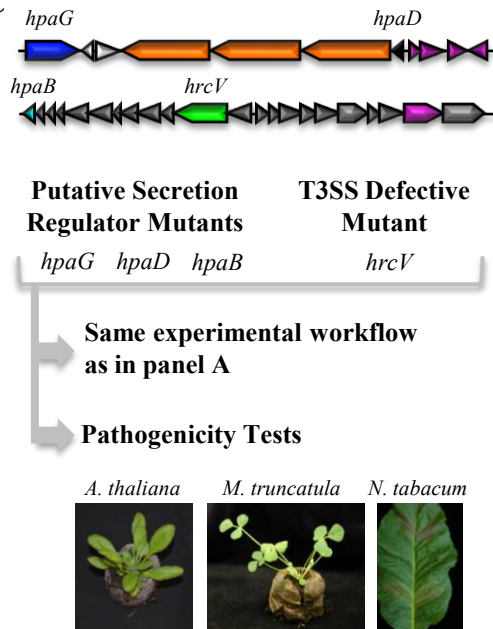 hpaG hpaD
hpaB hrcV
Putative Secretion T3SS Defective
Regulator Mutants Mutant
hpaG hpaD hpaB hrcV
Same experimental workflow
as in panel A
Pathogenicity Tests
A. thaliana M. truncatula N. tabacum